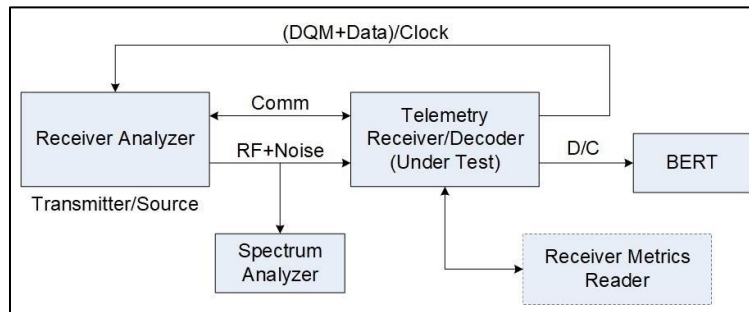 (DQM+Data)/Clock
Receiver Analyzer
Comm
Telemetry
Receiver/Decoder
(Under Test)
RF+Noise
D/C
BERT
Transmitter/Source
Spectrum
Analyzer
Receiver Metrics
Reader